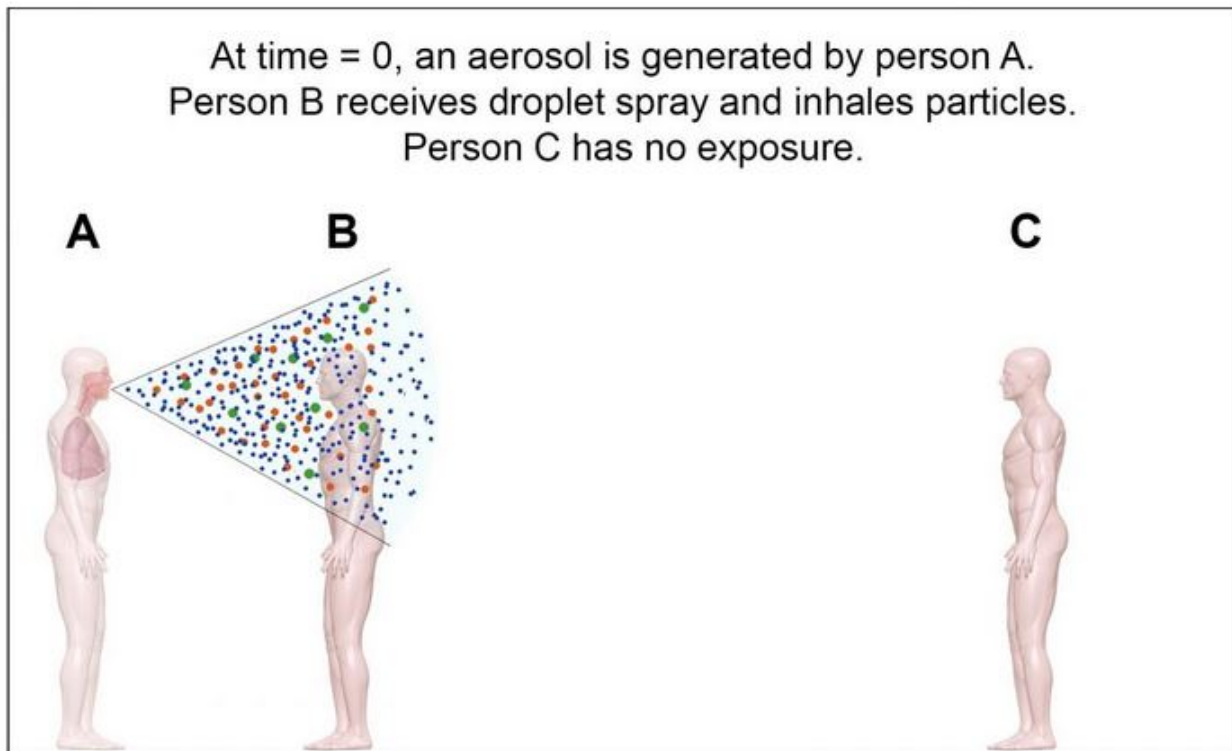 At time = 0, an aerosol is generated by person A.
Person B receives droplet spray and inhales particles.
Person C has no exposure.
A
B
C